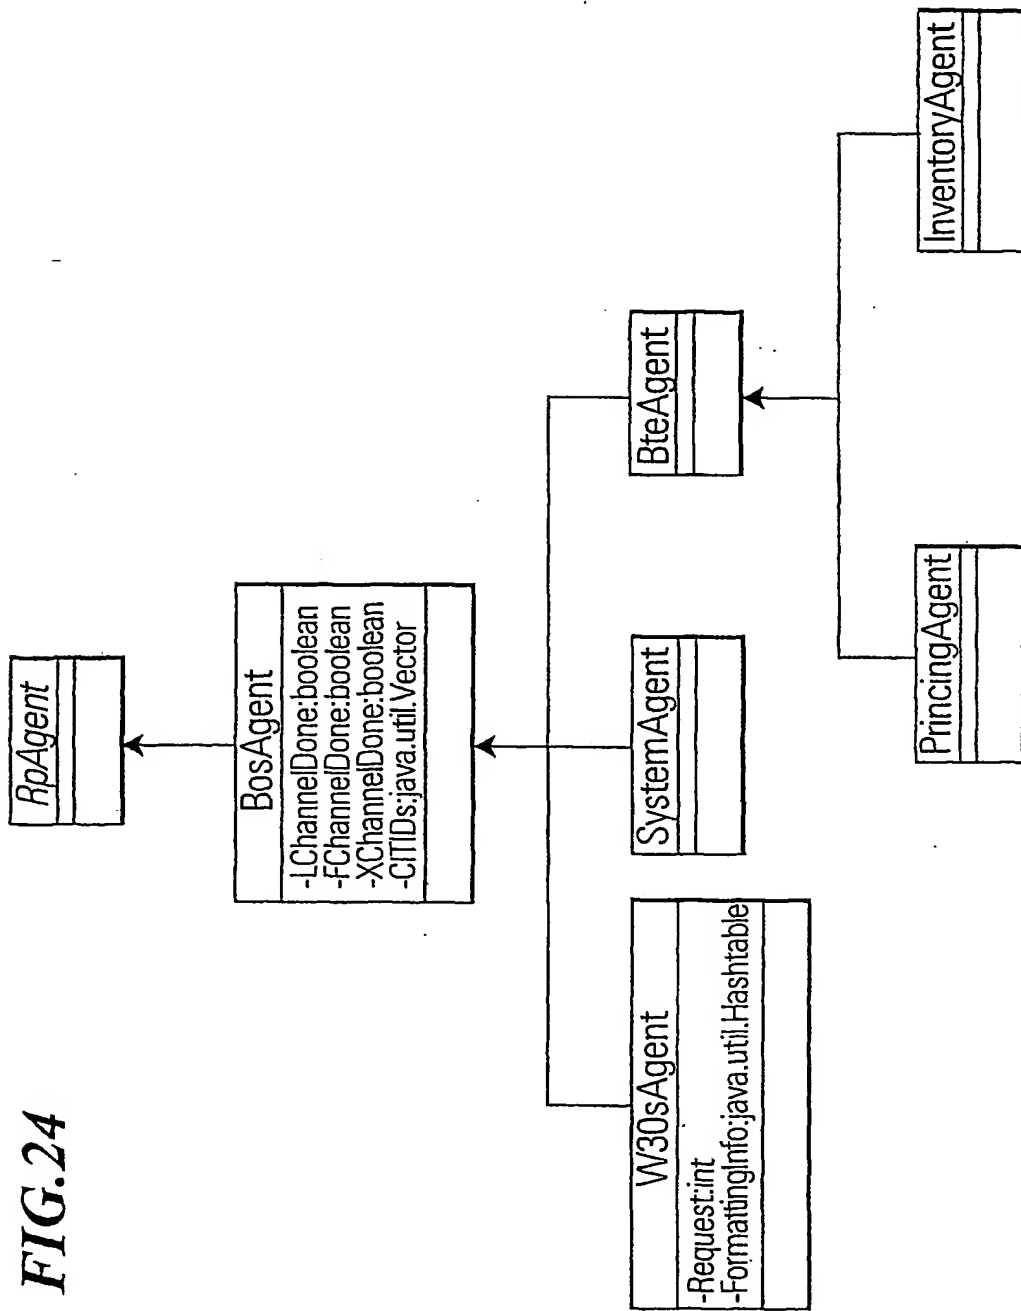 FIG.24
RpAgent
BosAgent
-LChannelDone:boolean
-FChannelDone:boolean
-XChannelDone:boolean
-CITIDs:java.util.Vector
W30sAgent
-Request:int
-FormattingInfo:java.util.Hashtable
SystemAgent
BteAgent
PrincingAgent
InventoryAgent